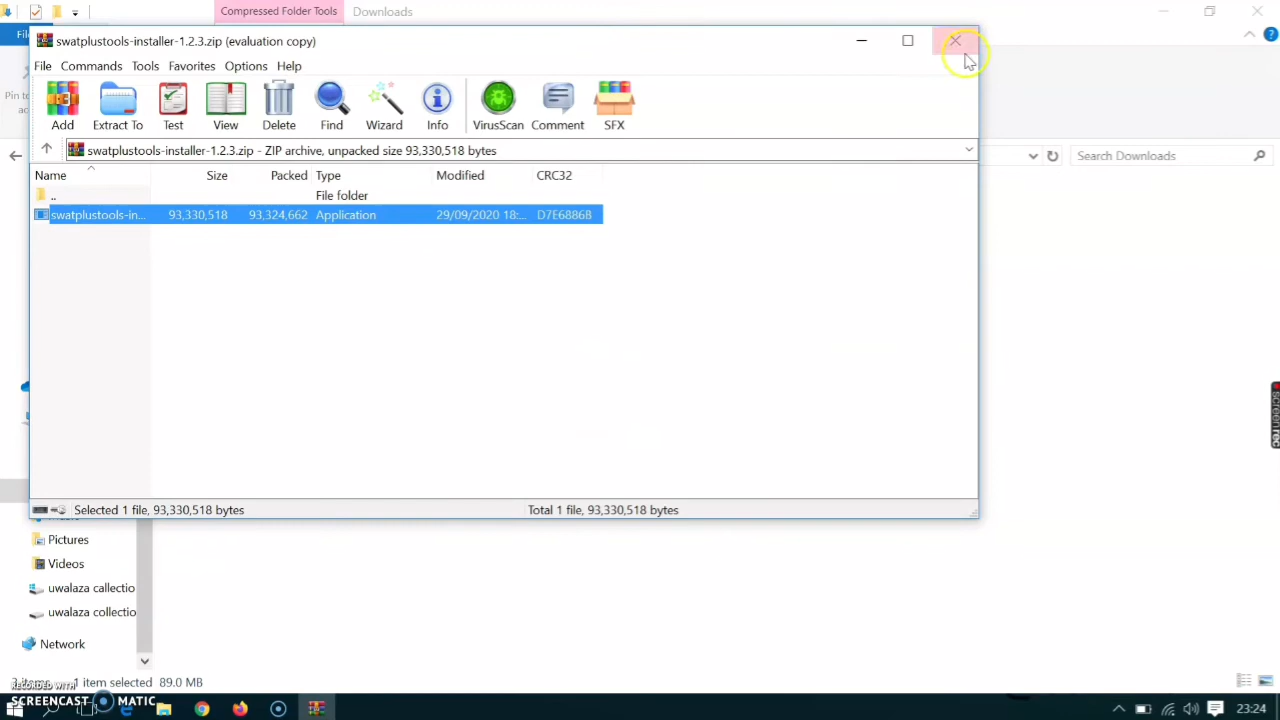 Compressed Folder Tools
Downloads
swatplustools-installer-1.2.3.zip (evaluation copy)
File Commands Tools Favorites Options Help
Add
Extract To
Test
View
Delete
Find
Wizard
Info
VirusScan
Comment
SFX
swatplustools-installer-1.2.3.zip - ZIP archive, unpacked size 93,330,518 bytes
Search Downloads
Name Size Packed Type Modified CRC32
.. File folder
swatplustools-in... 93,330,518 93,324,662 Application 29/09/2020 18:... D7E68868
screenrec
Selected 1 file, 93,330,518 bytes
Total 1 file, 93,330,518 bytes
Pictures
Videos
uwalaza callectio
uwalaza collectio
Network
1 item selected 89.0 MB
RECORDED WITH
SCREENCAST MATIC
23:24